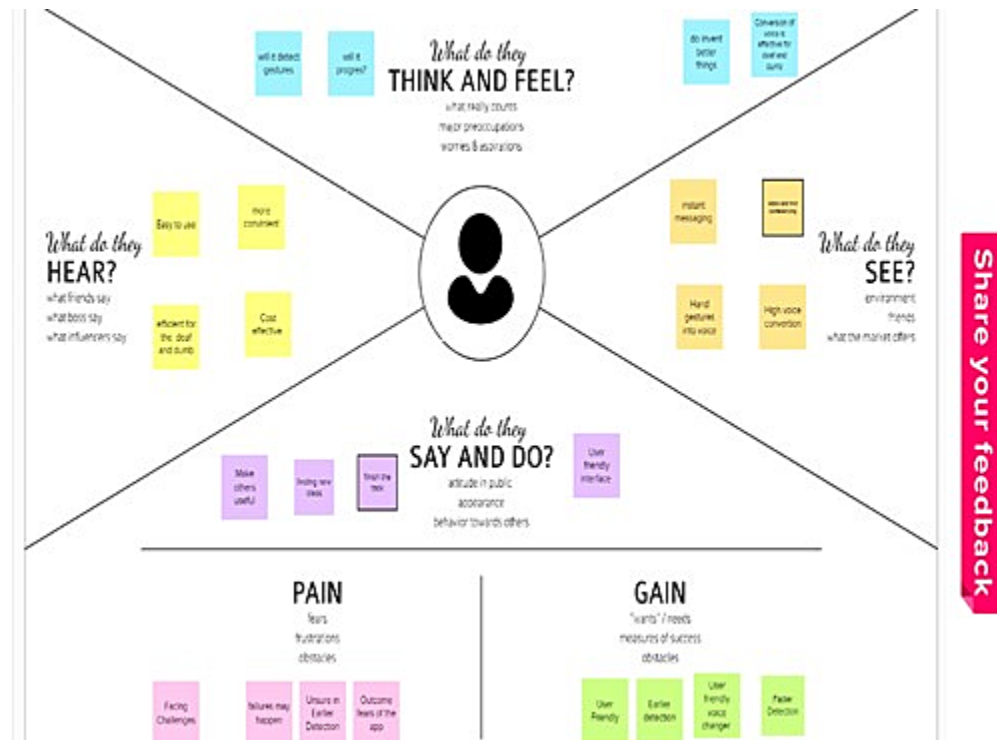 What do they
THINK AND FEEL?
what really counts
major preoccupations
worries & aspirations
will it detect
gestures
will it
progres?
do invent
better
things
Conversion of
voice is
effective for
deaf and
dumb
What do they
HEAR?
what friends say
what boss say
what influencers say
Easy to use
more
convinient
efficient for
the deaf
and dumb
Cost
effective
What do they
SEE?
environment
friends
what the market offers
instant
messaging
Hand
gestures
into voice
High voice
convertion
What do they
SAY AND DO?
attitude in public
appearance
behavior towards others
Make
others
useful
finding new
ideas
finish the
task
User
friendly
interface
PAIN
fears
frustrations
obstacles
Facing
Challenges
failures may
happen
Unsure in
Earlier
Detection
Outcome
fears of the
app
GAIN
"wants" / needs
measures of success
obstacles
User
Friendly
Earlier
detection
User
friendly
voice
changer
Faster
Detection
Share your feedback